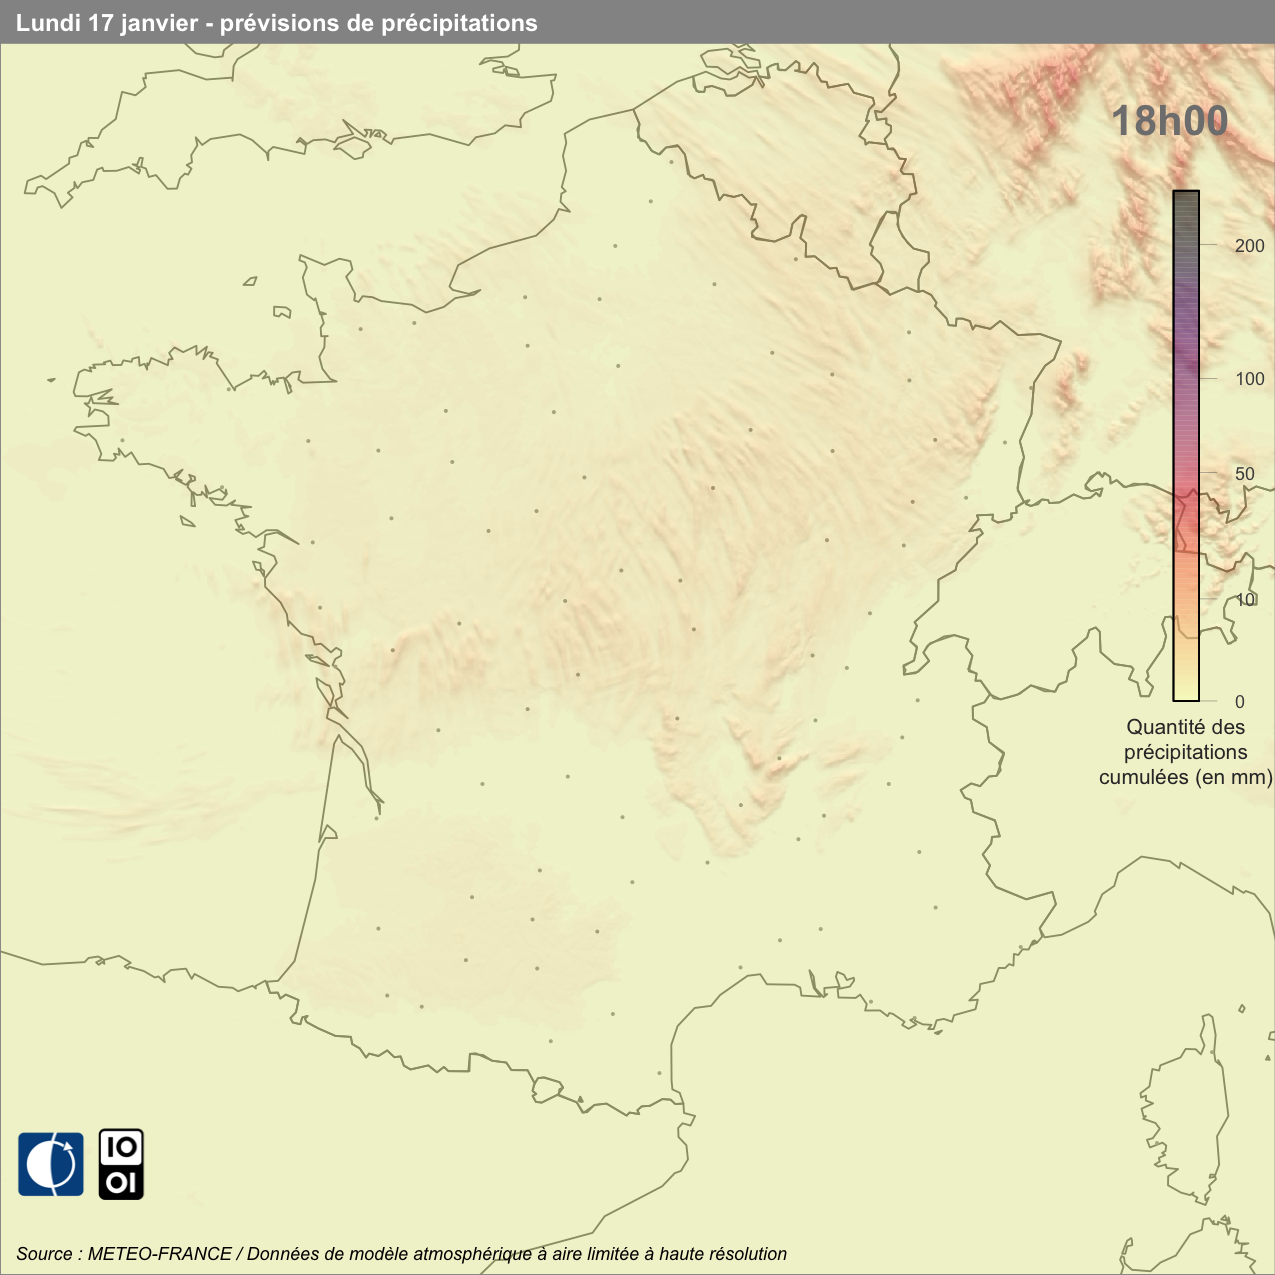 Lundi 17 janvier - prévisions de précipitations
18h00
200
100
50
10
0
Quantité des
précipitations
cumulées (en mm)
IO
OI
Source : METEO-FRANCE / Données de modèle atmosphérique à aire limitée à haute résolution